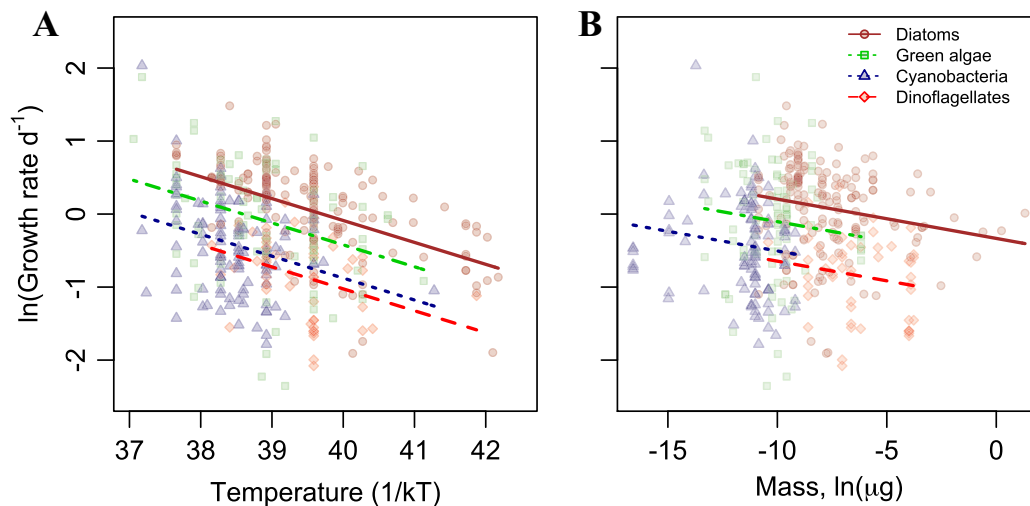 A
B
Diatoms
Green algae
Cyanobacteria
Dinoflagellates
ln(Growth rate d⁻¹)
2
1
0
-1
-2
37 38 39 40 41 42
-15 -10 -5 0
Temperature (1/kT)
Mass, ln(μg)